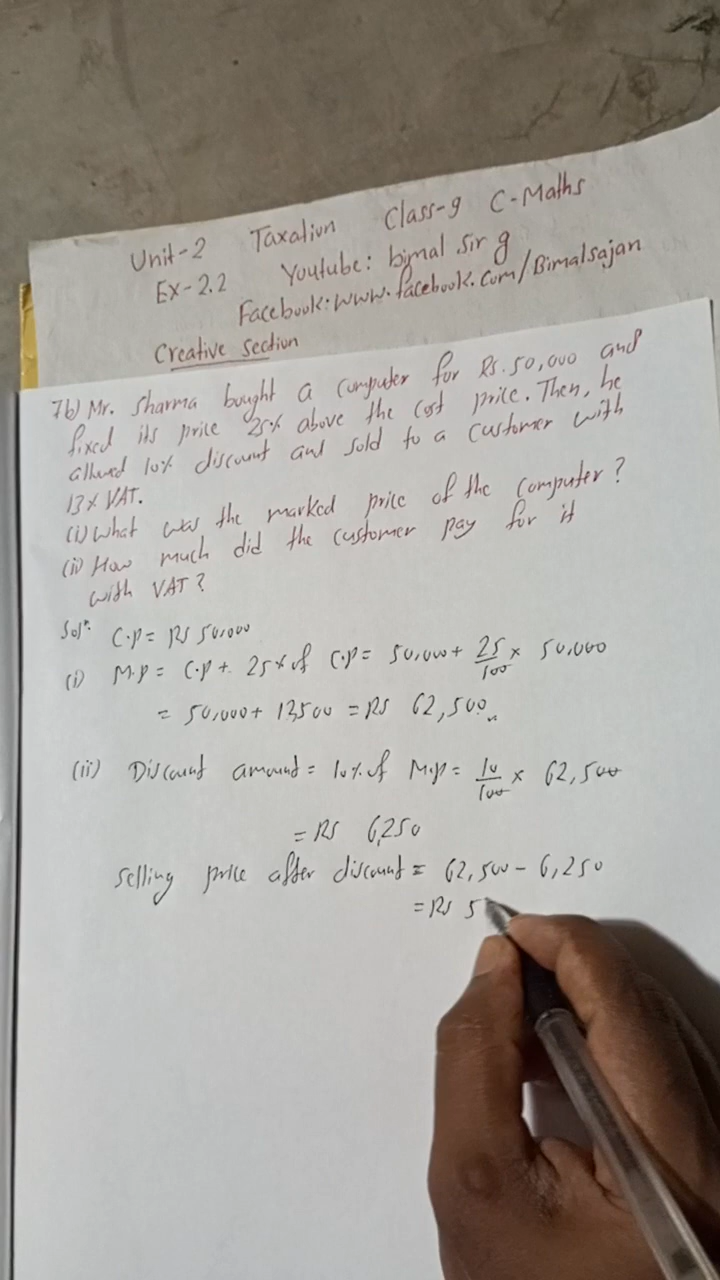 Unit-2 Taxation Class-9 C-Maths
Ex-2.2 Youtube: bimal sir g
Facebook:www.facebook.com/Bimalsajan
Creative section
7b) Mr. Sharma bought a computer for Rs.50,000 and
fixed its price 25% above the cost price. Then, he
allowed 10% discount and sold to a customer with
13% VAT.
(i) What was the marked price of the computer?
(ii) How much did the customer pay for it
with VAT?
Solⁿ: C.P = Rs 50,000
(i) M.P = C.P + 25% of C.P = 50,000 + 25/100 × 50,000
= 50,000 + 12,500 = Rs 62,500
(ii) Discount amount = 10% of M.P = 10/100 × 62,500
= Rs 6,250
Selling price after discount = 62,500 - 6,250
= Rs 5